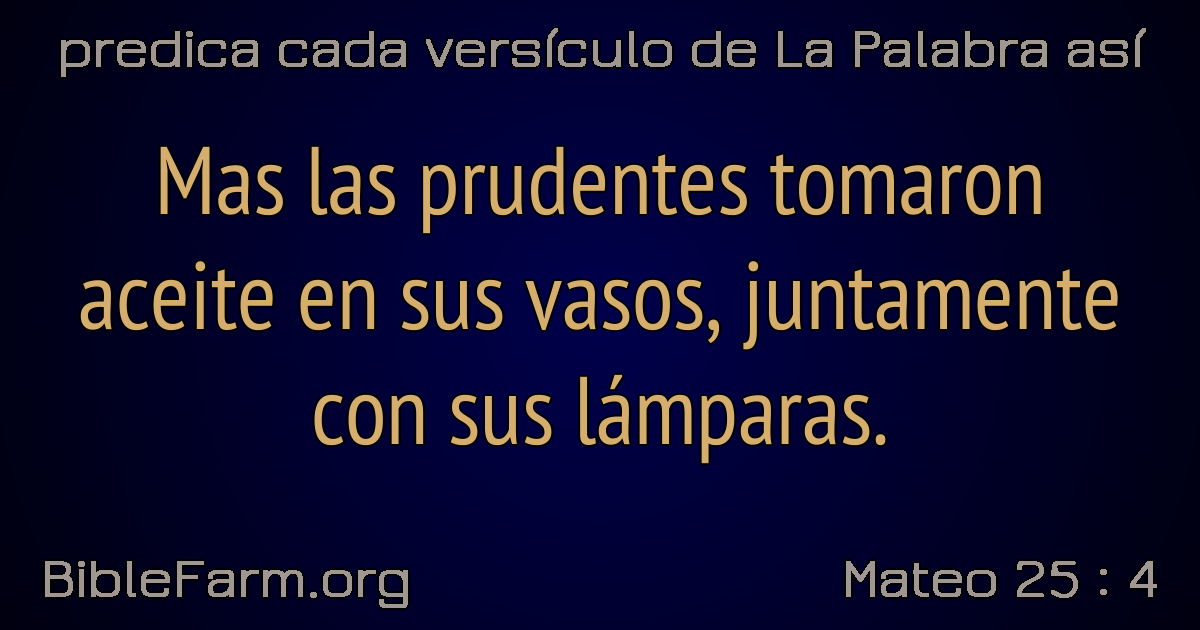 predica cada versículo de La Palabra así
Mas las prudentes tomaron
aceite en sus vasos, juntamente
con sus lámparas.
BibleFarm.org
Mateo 25 : 4